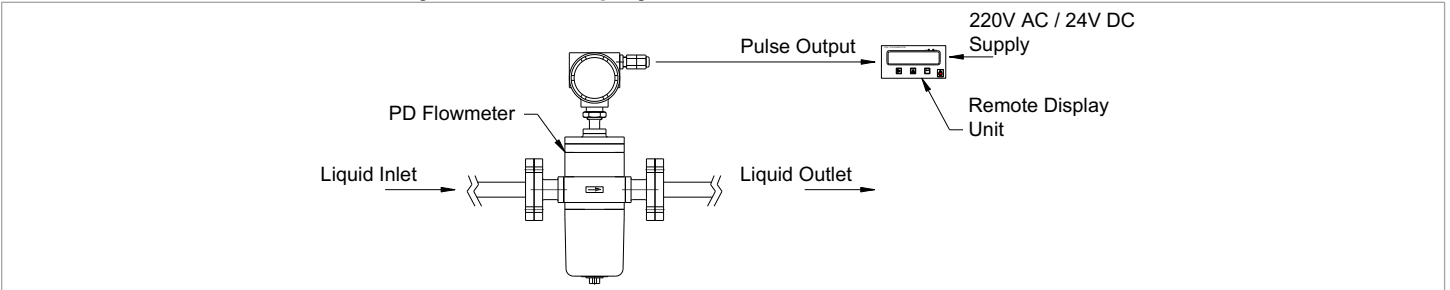 220V AC / 24V DC
Supply
Pulse Output
PD Flowmeter
Remote Display
Unit
Liquid Inlet
Liquid Outlet